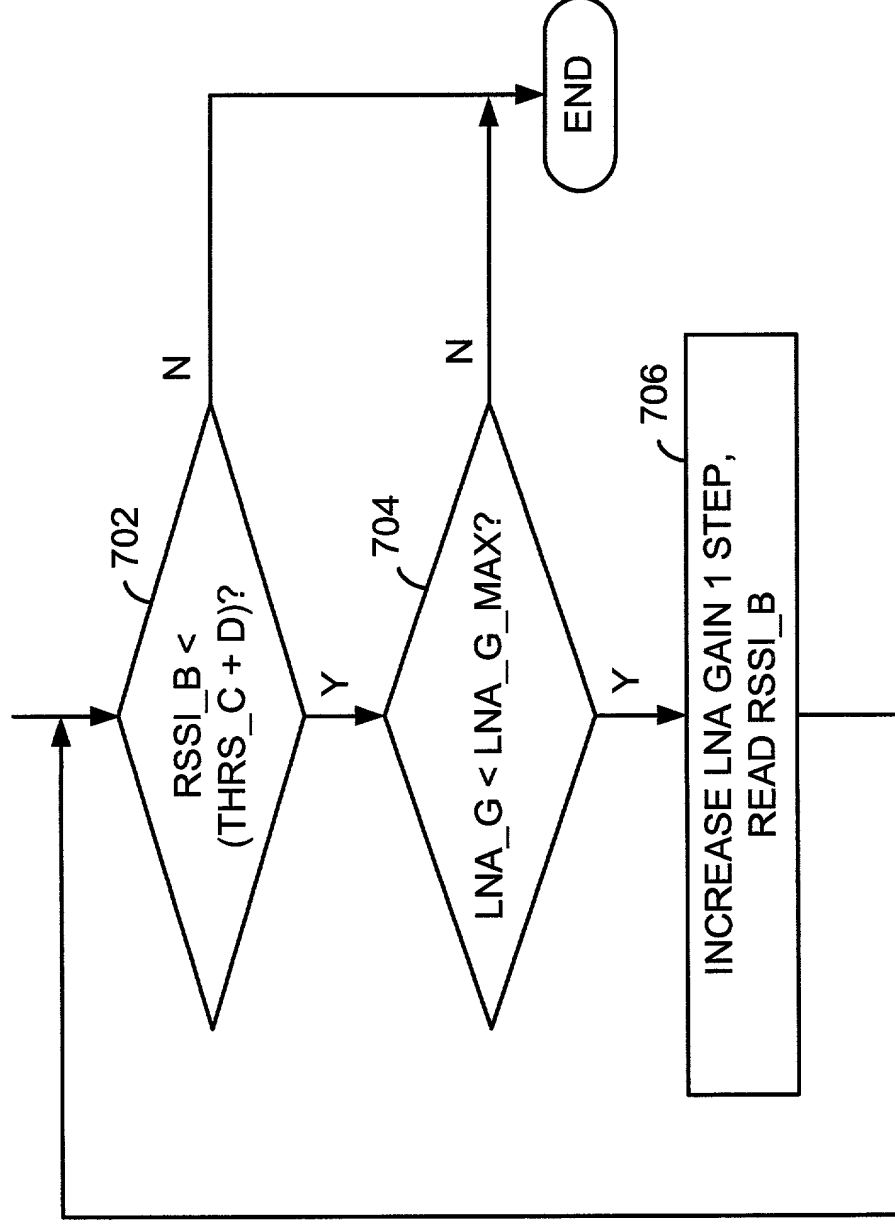 702
RSSI_B <
(THRS_C + D)?
N
Y
704
LNA_G < LNA_G_MAX?
N
Y
END
706
INCREASE LNA GAIN 1 STEP,
READ RSSI_B